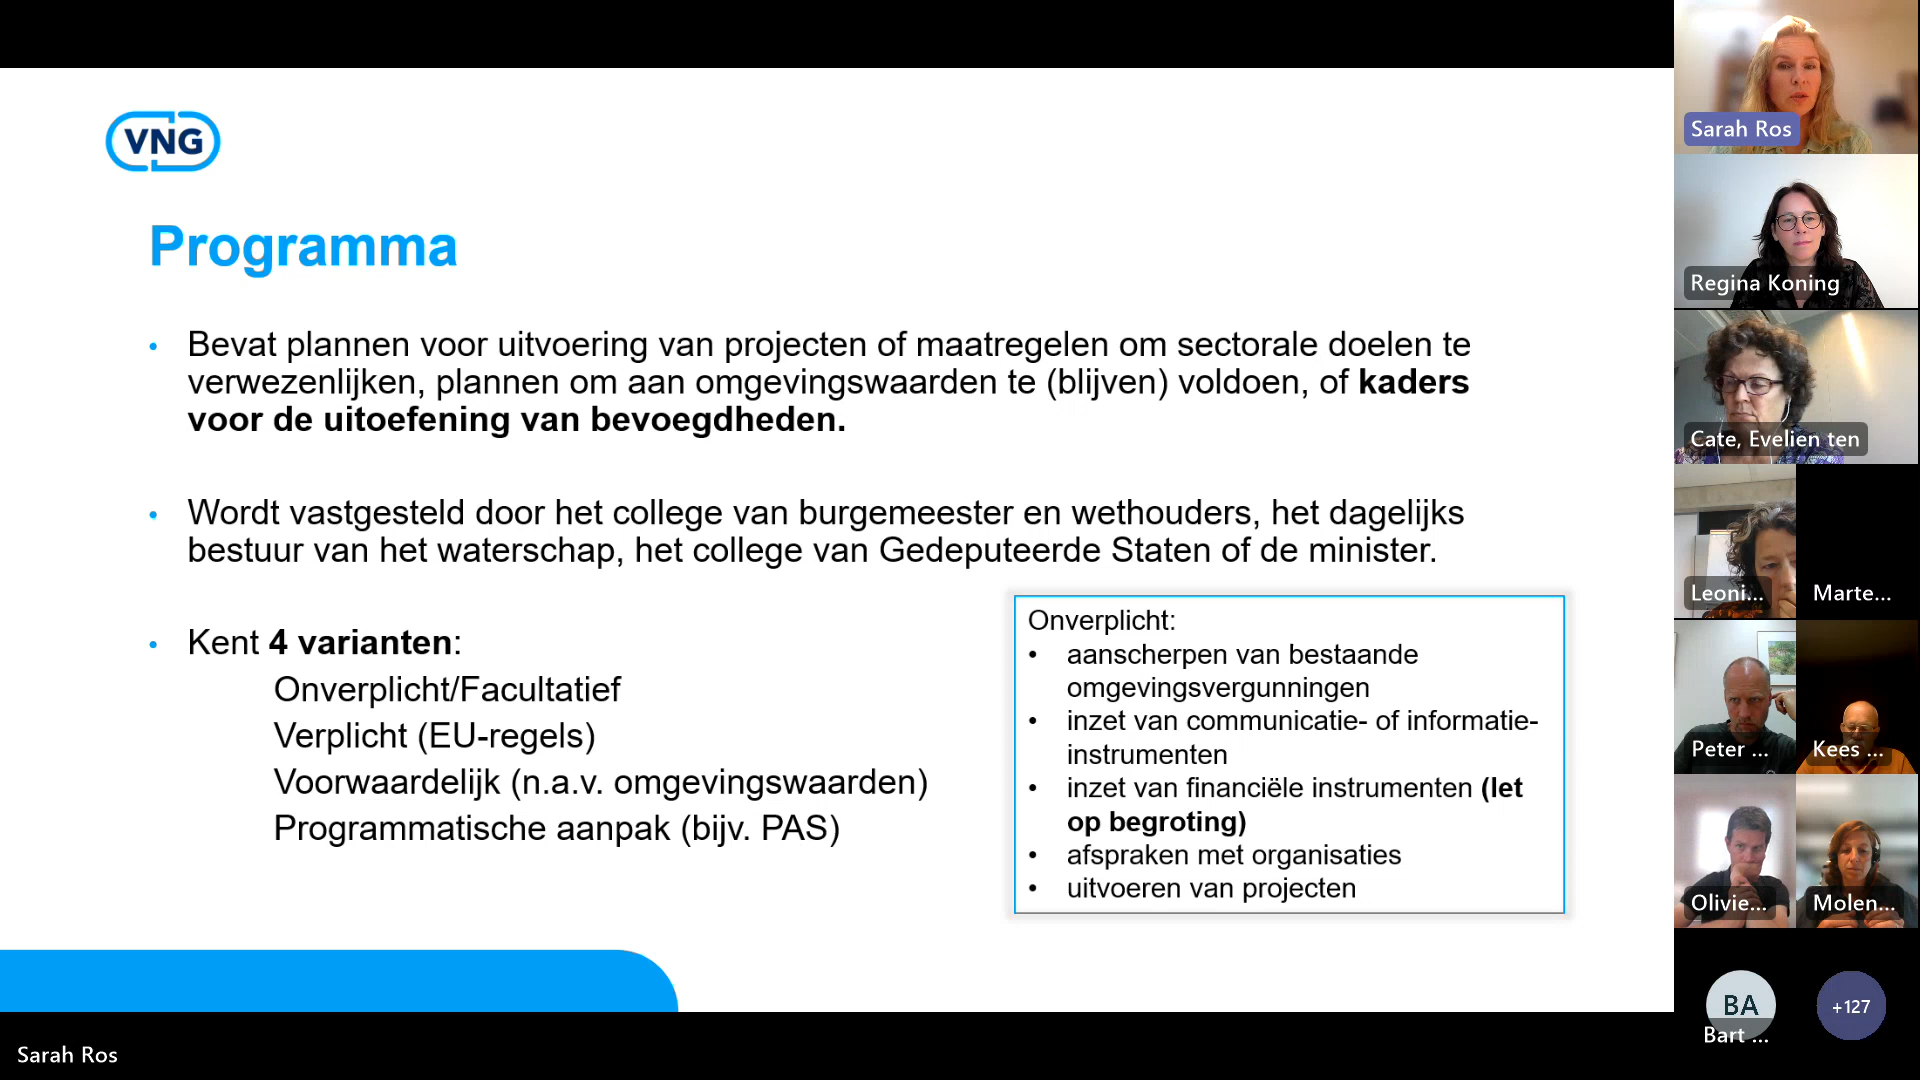 VNG
Programma
• Bevat plannen voor uitvoering van projecten of maatregelen om sectorale doelen te
verwezenlijken, plannen om aan omgevingswaarden te (blijven) voldoen, of kaders
voor de uitoefening van bevoegdheden.
• Wordt vastgesteld door het college van burgemeester en wethouders, het dagelijks
bestuur van het waterschap, het college van Gedeputeerde Staten of de minister.
• Kent 4 varianten:
Onverplicht/Facultatief
Verplicht (EU-regels)
Voorwaardelijk (n.a.v. omgevingswaarden)
Programmatische aanpak (bijv. PAS)
Onverplicht:
• aanscherpen van bestaande
omgevingsvergunningen
• inzet van communicatie- of informatie-
instrumenten
• inzet van financiële instrumenten (let
op begroting)
• afspraken met organisaties
• uitvoeren van projecten
Sarah Ros
Sarah Ros
Regina Koning
Cate, Evelien ten
Leoni...
Marte...
Peter ...
Kees ...
Olivie...
Molen...
BA
Bart ...
+127